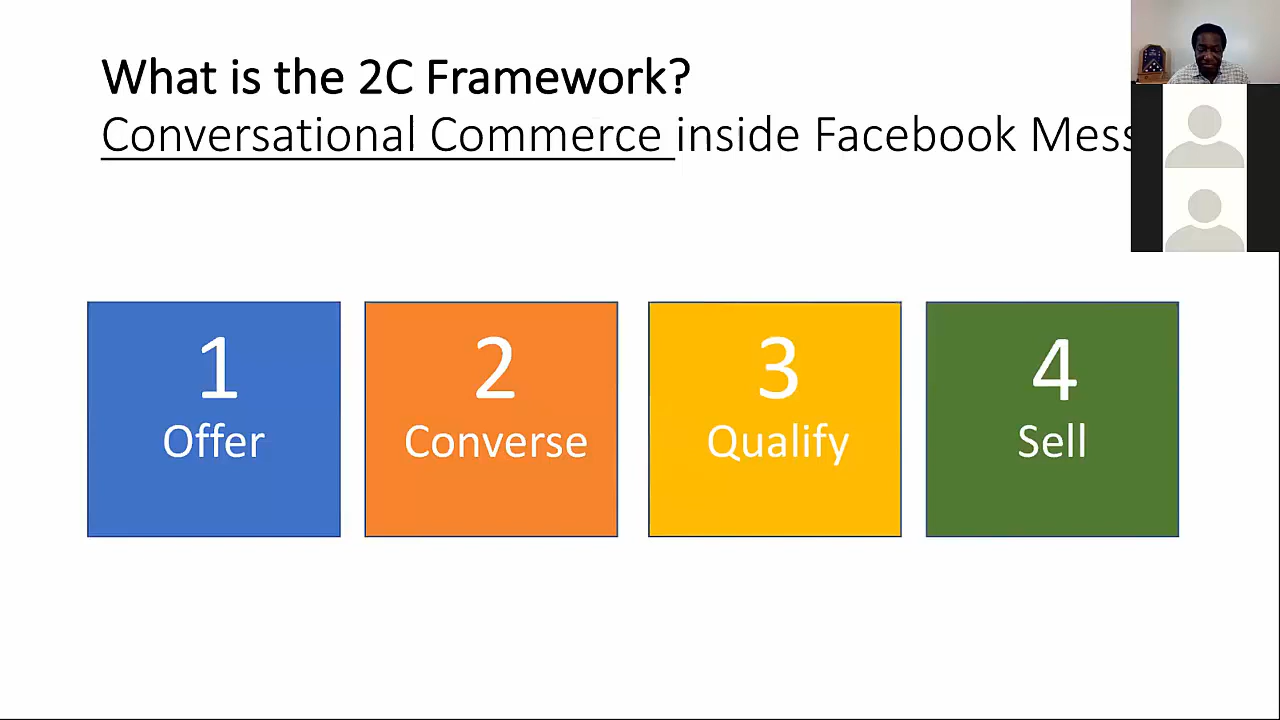 What is the 2C Framework?
Conversational Commerce inside Facebook Mess
1
Offer
2
Converse
3
Qualify
4
Sell